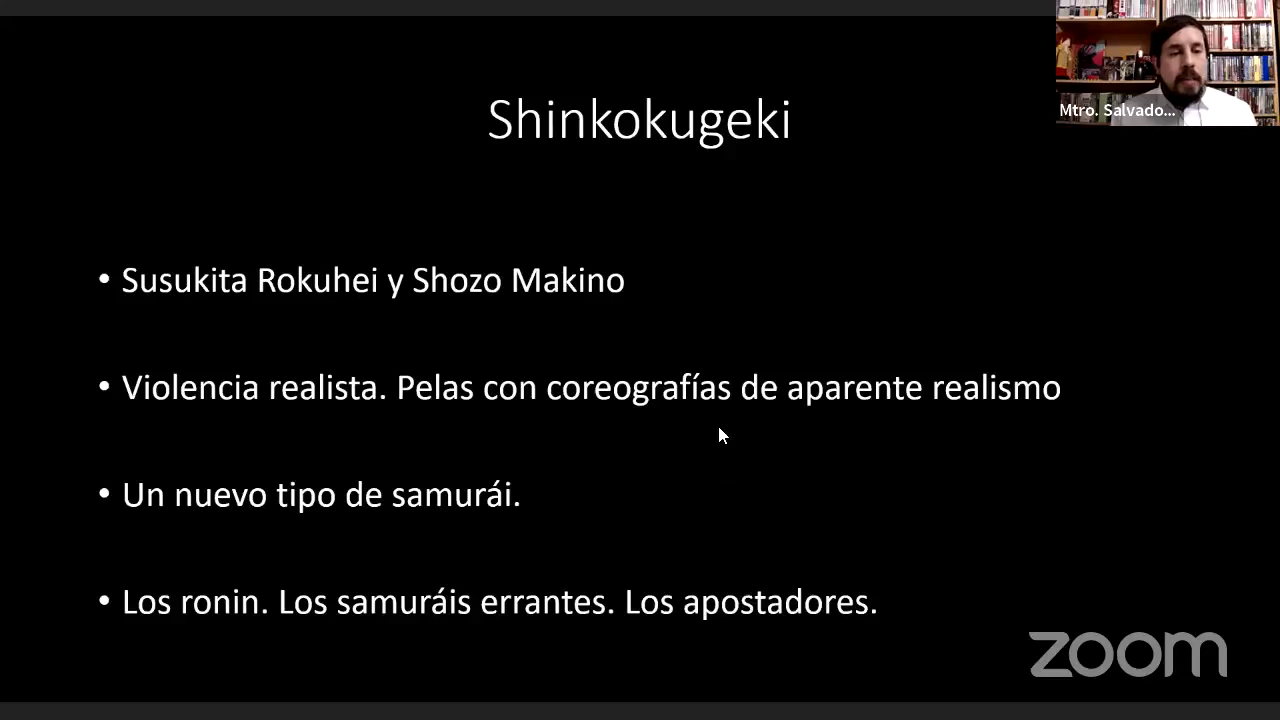 Shinkokugeki
Mtro. Salvado...
• Susukita Rokuhei y Shozo Makino
• Violencia realista. Pelas con coreografías de aparente realismo
• Un nuevo tipo de samurái.
• Los ronin. Los samuráis errantes. Los apostadores.
zoom